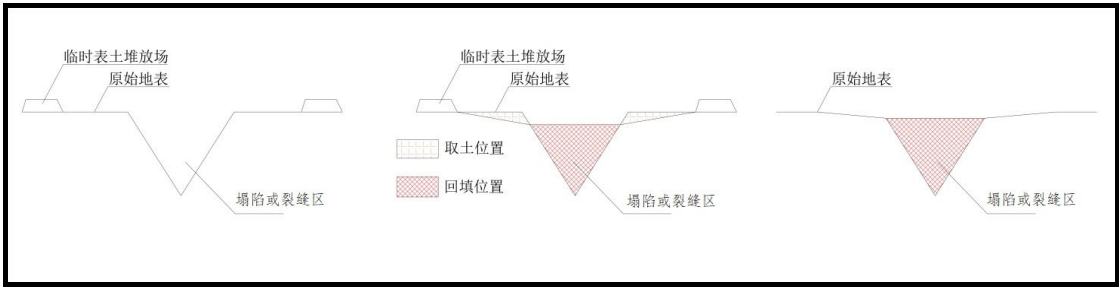 临时表土堆放场
原始地表
塌陷或裂缝区
临时表土堆放场
原始地表
取土位置
回填位置
塌陷或裂缝区
原始地表
塌陷或裂缝区